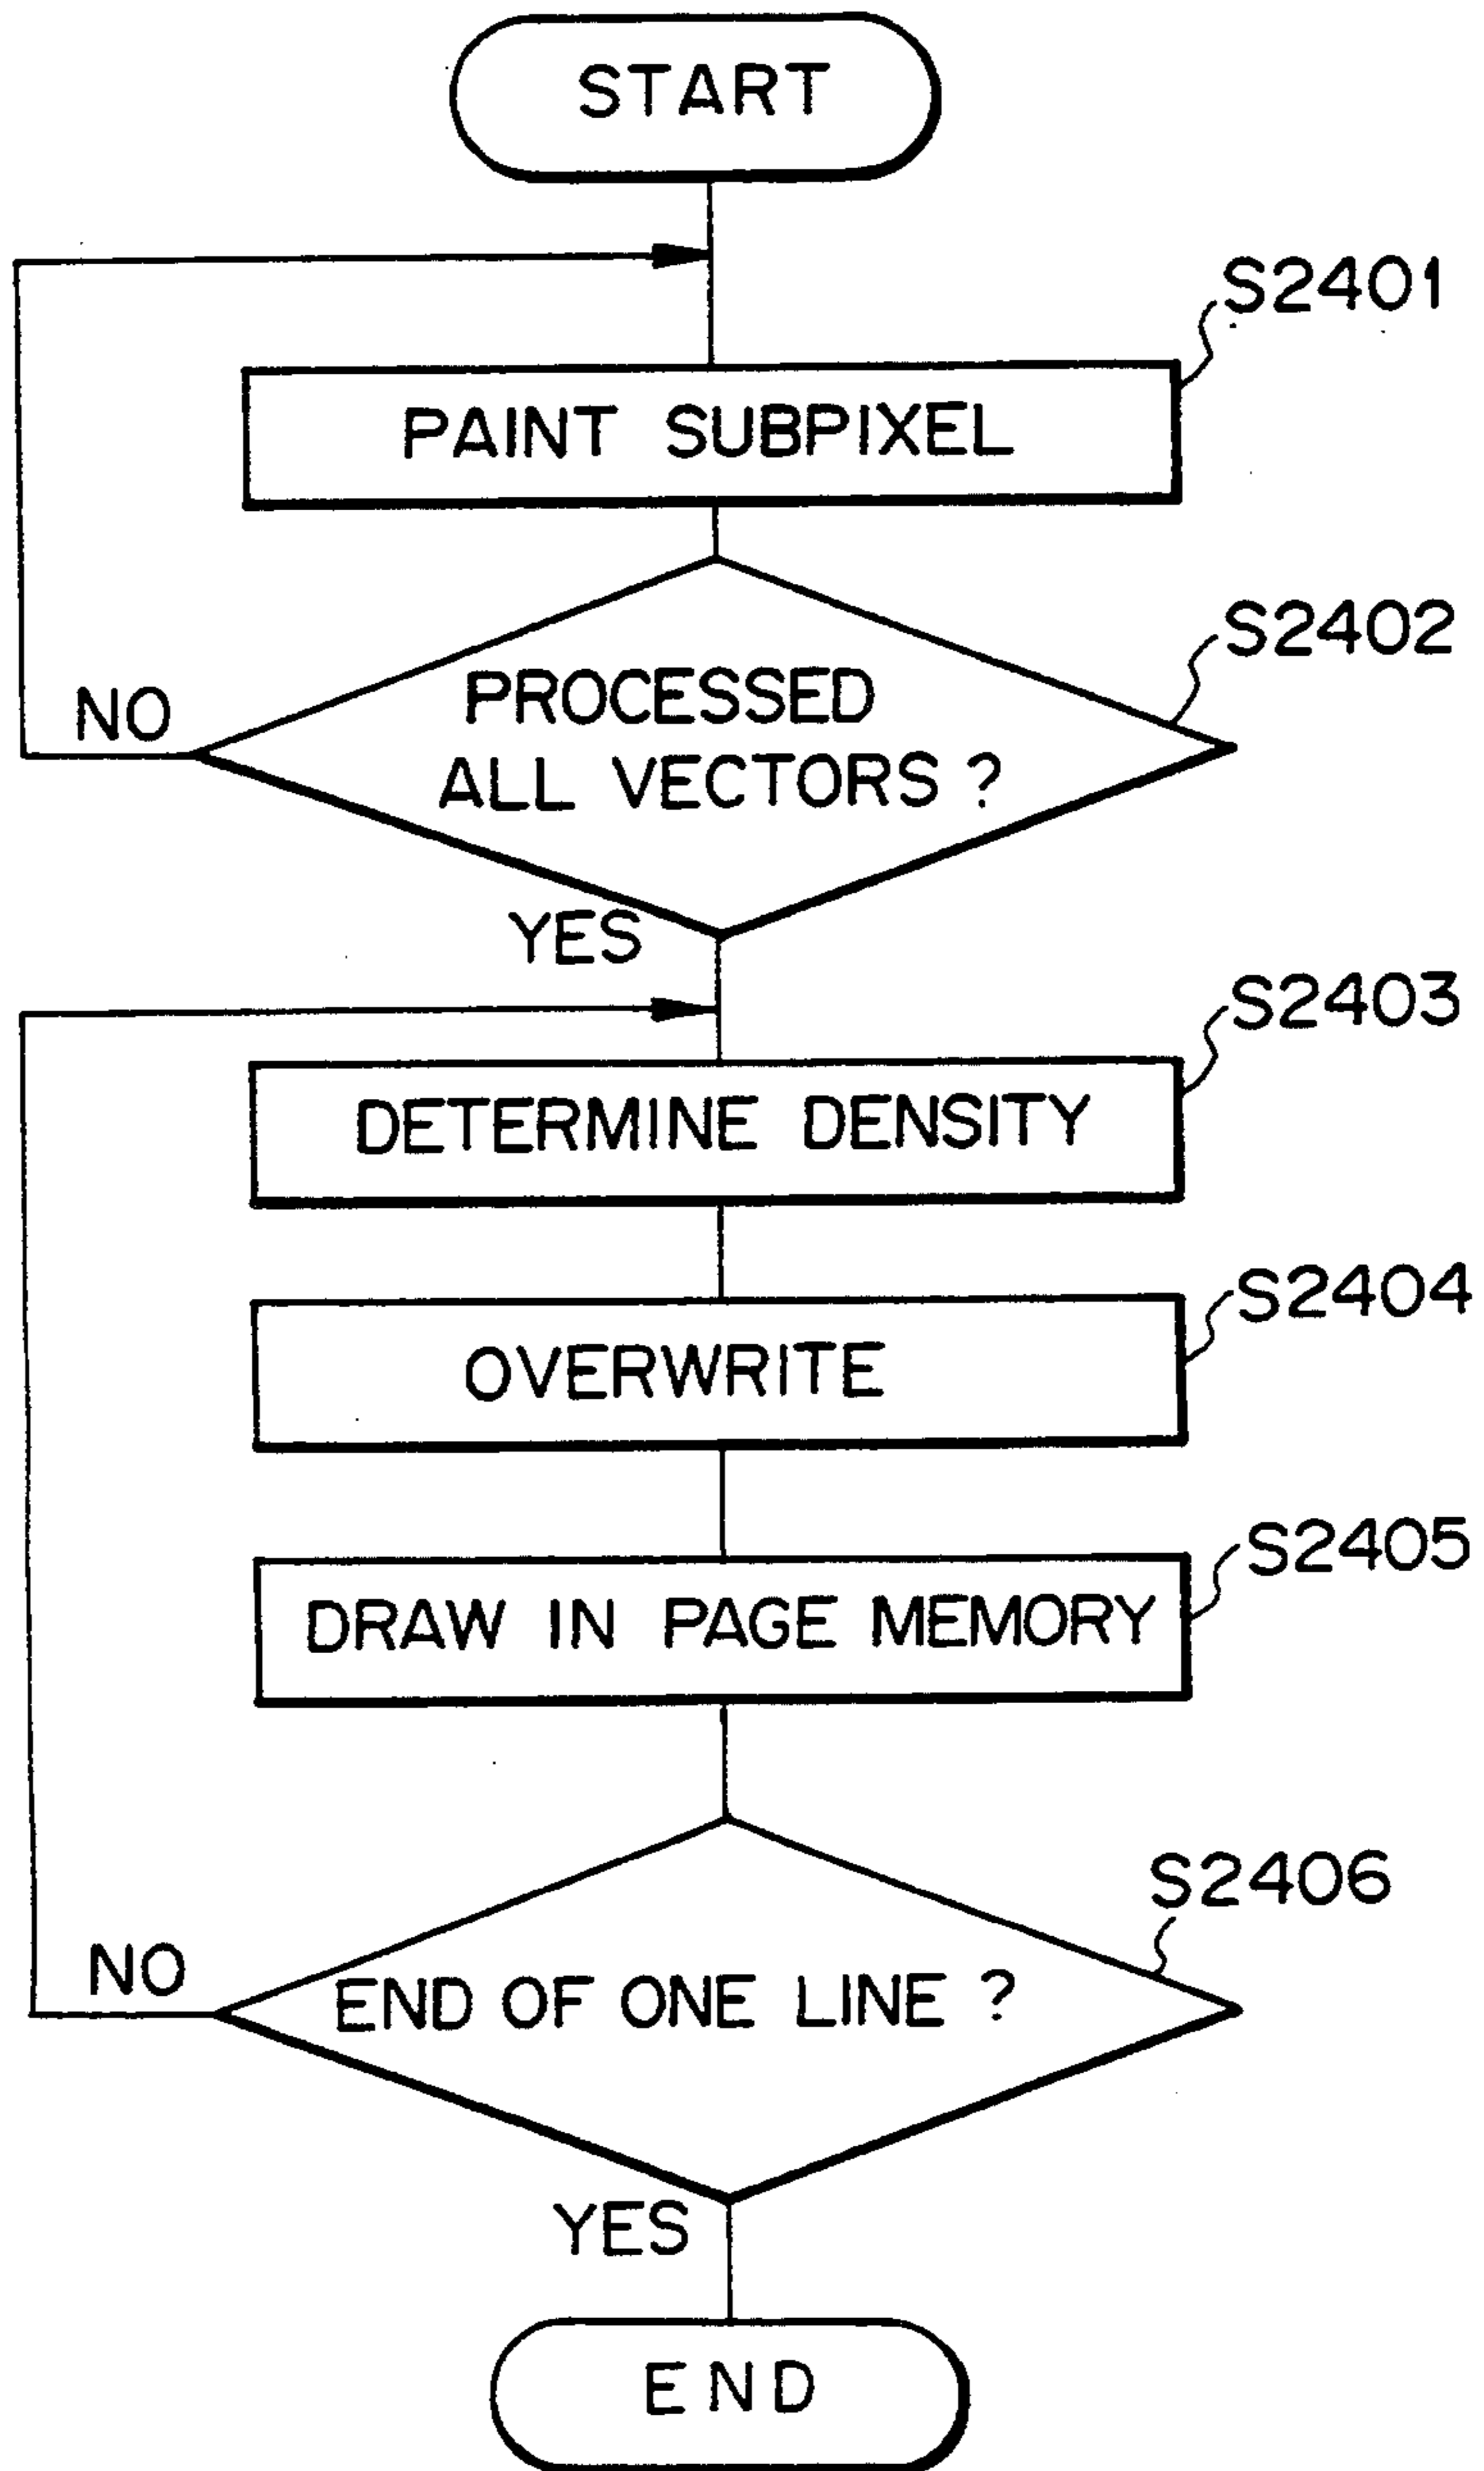 START
S2401
PAINT SUBPIXEL
S2402
PROCESSED
ALL VECTORS ?
NO
YES
S2403
DETERMINE DENSITY
S2404
OVERWRITE
S2405
DRAW IN PAGE MEMORY
S2406
NO
END OF ONE LINE ?
YES
END